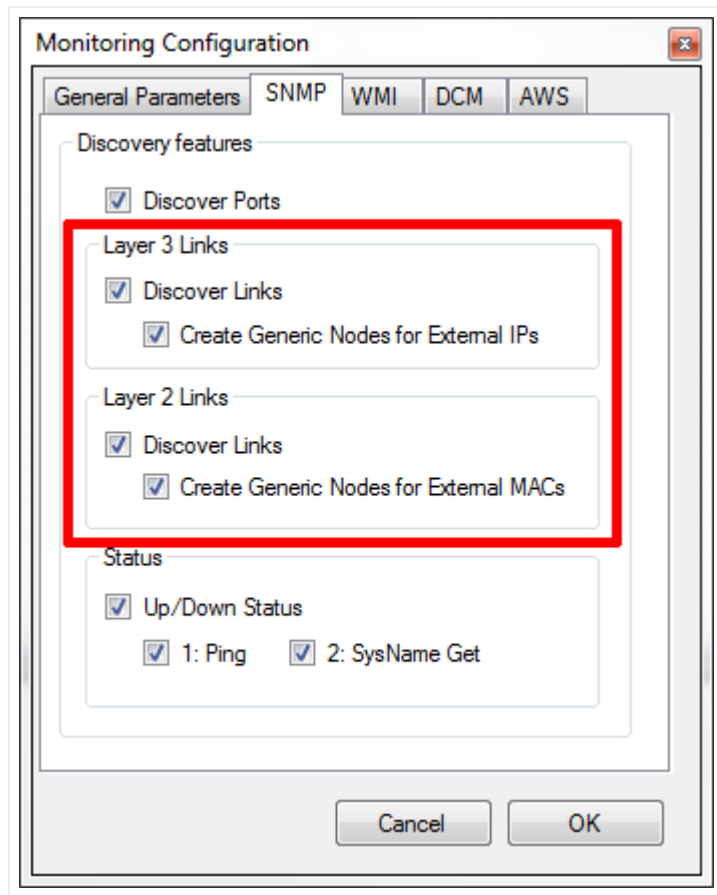 Monitoring Configuration
General Parameters SNMP WMI DCM AWS
Discovery features
Discover Ports
Layer 3 Links
Discover Links
Create Generic Nodes for External IPs
Layer 2 Links
Discover Links
Create Generic Nodes for External MACs
Status
Up/Down Status
1: Ping 2: SysName Get
Cancel OK